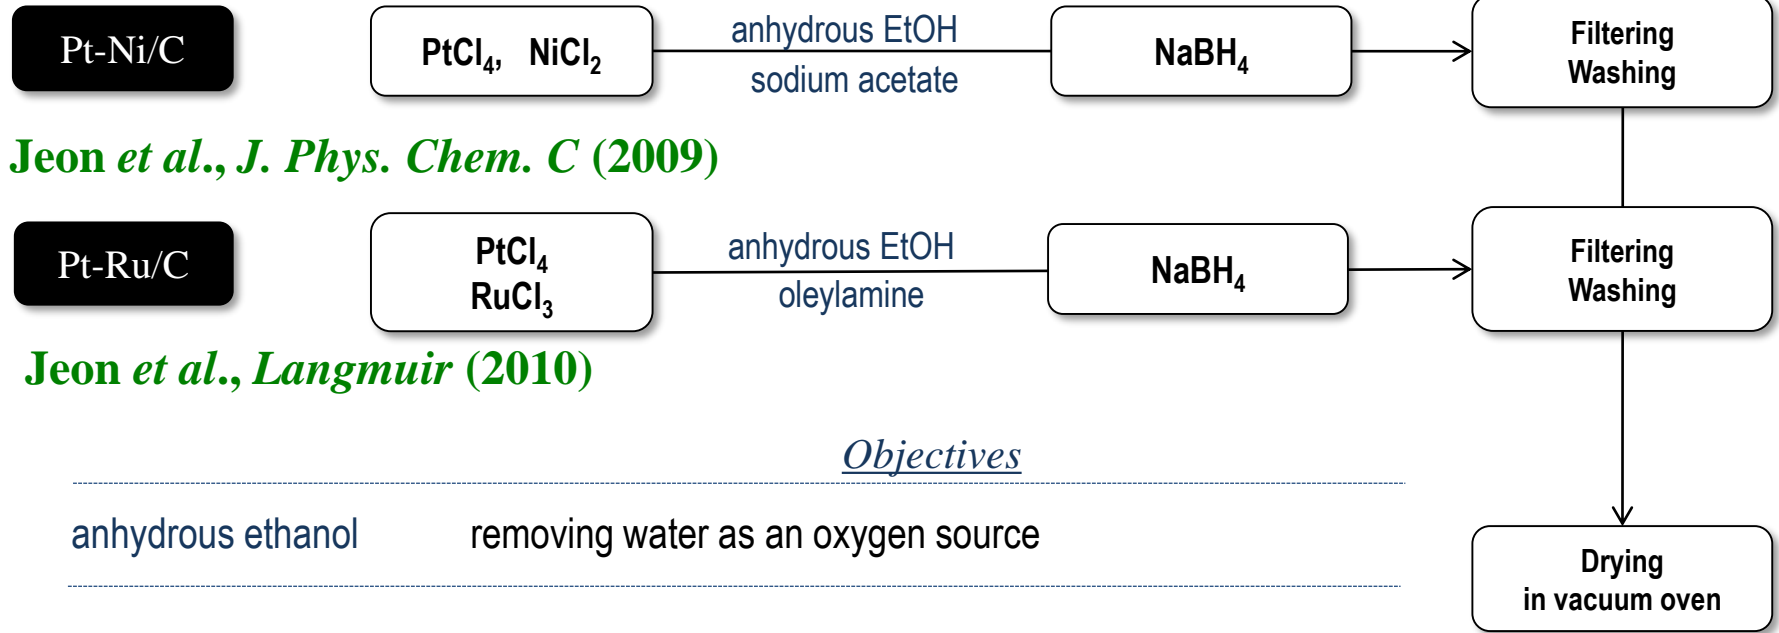 Pt-Ni/C
PtCl4, NiCl2
anhydrous EtOH
sodium acetate
NaBH4
Filtering
Washing
Jeon et al., J. Phys. Chem. C (2009)
Pt-Ru/C
PtCl4
RuCl3
anhydrous EtOH
oleylamine
NaBH4
Filtering
Washing
Jeon et al., Langmuir (2010)
Objectives
anhydrous ethanol removing water as an oxygen source
Drying
in vacuum oven